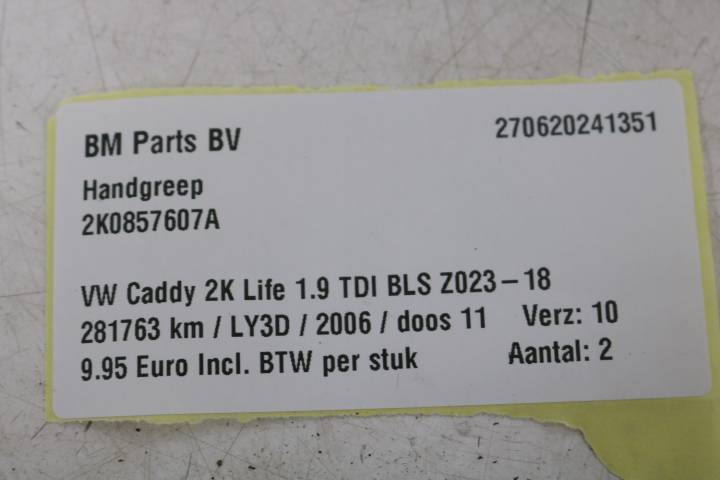 BM Parts BV 270620241351
Handgreep
2K0857607A
VW Caddy 2K Life 1.9 TDI BLS Z023-18
281763 km / LY3D / 2006 / doos 11 Verz: 10
9.95 Euro Incl. BTW per stuk Aantal: 2